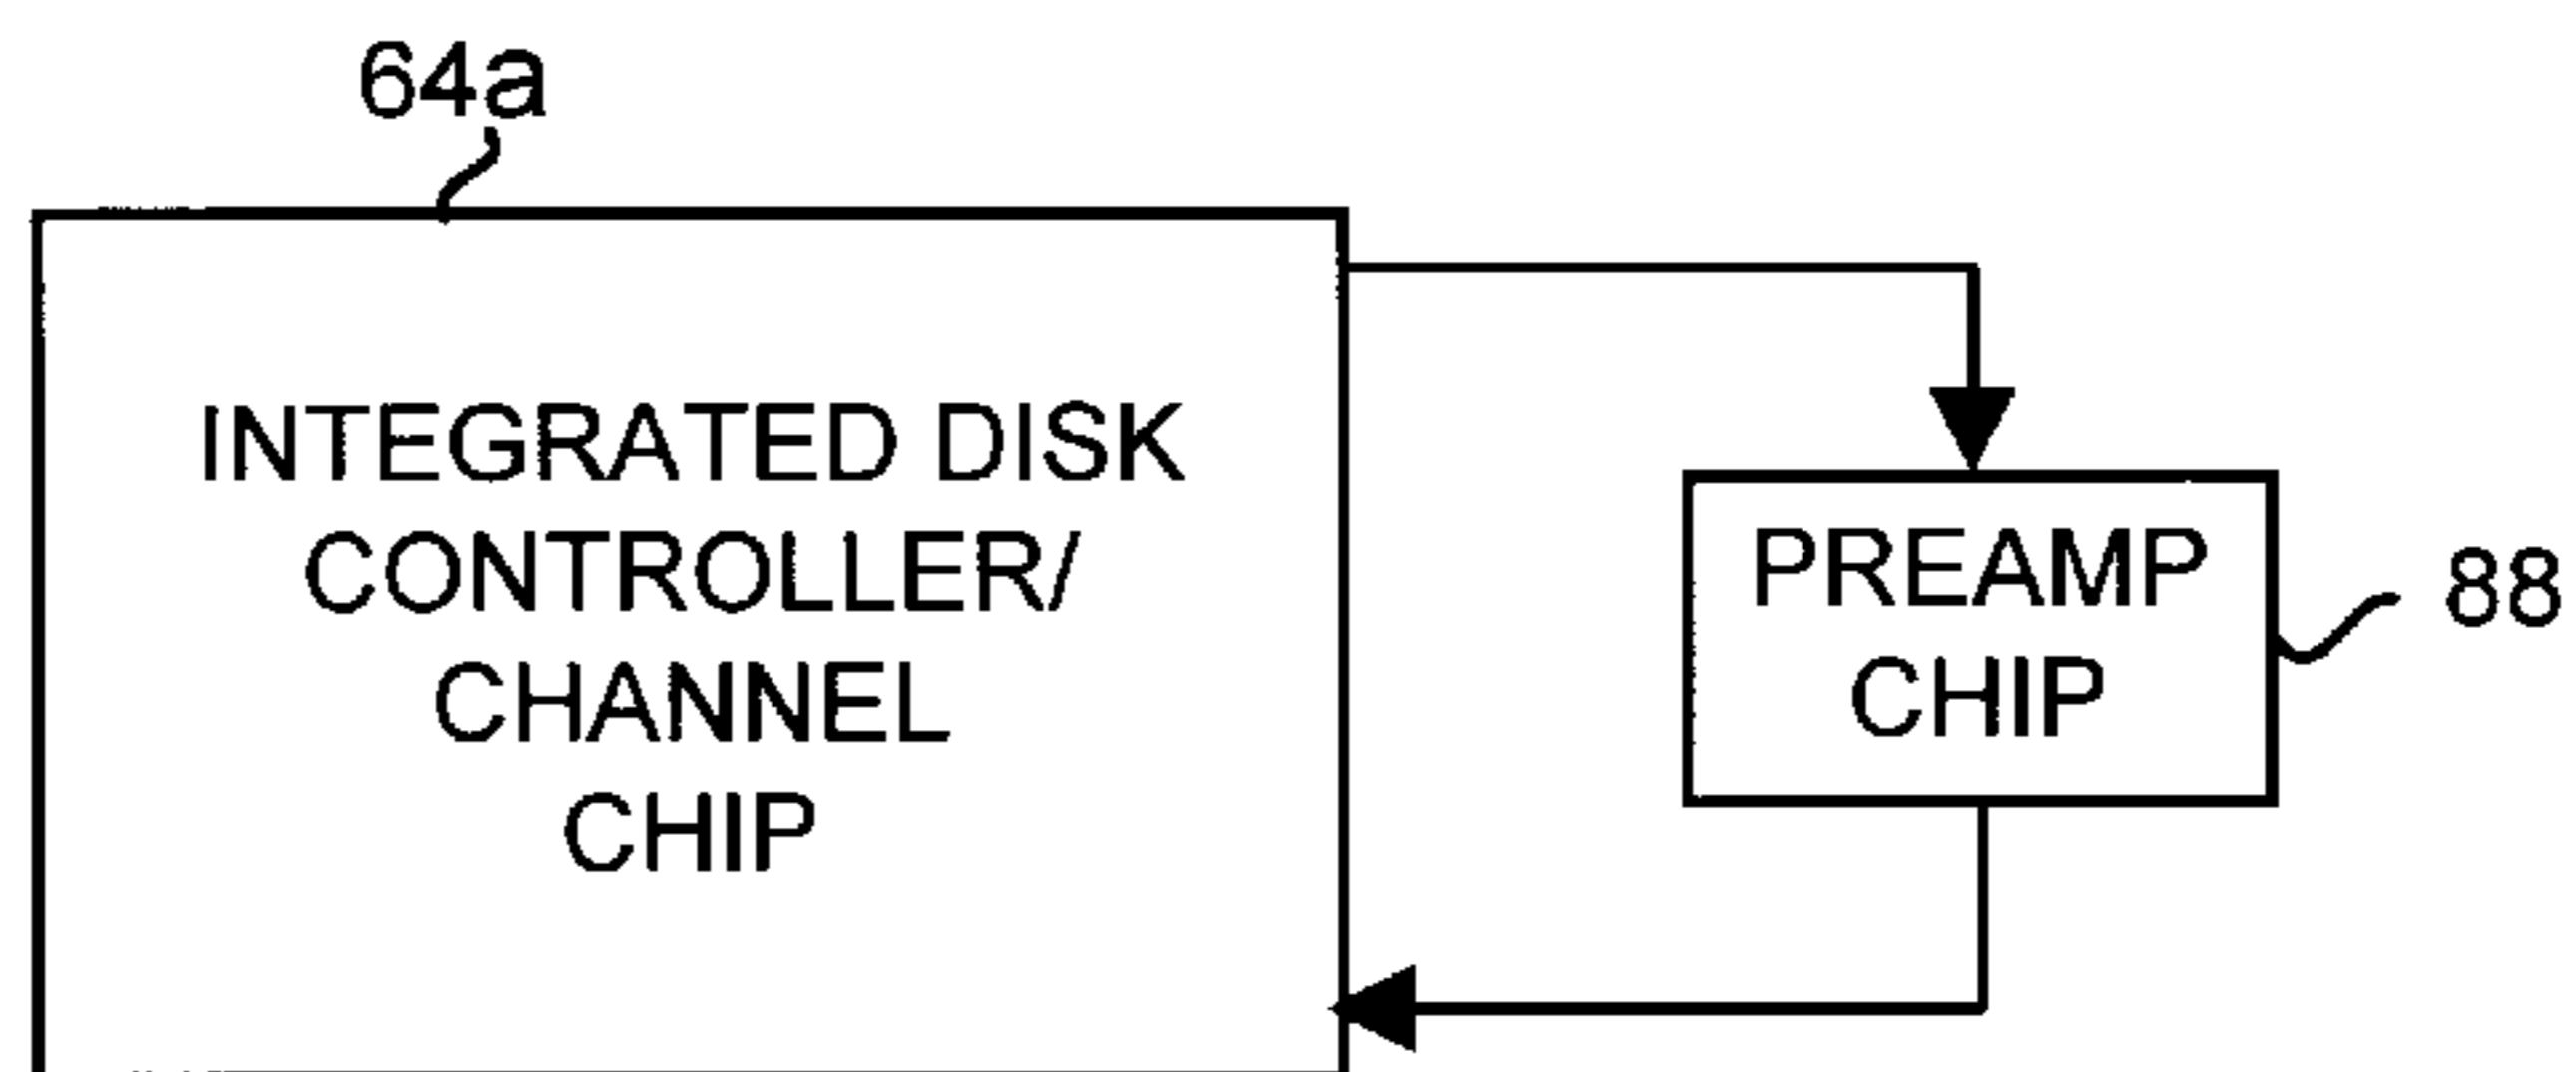 64a
INTEGRATED DISK
CONTROLLER/
CHANNEL
CHIP
PREAMP
CHIP
88